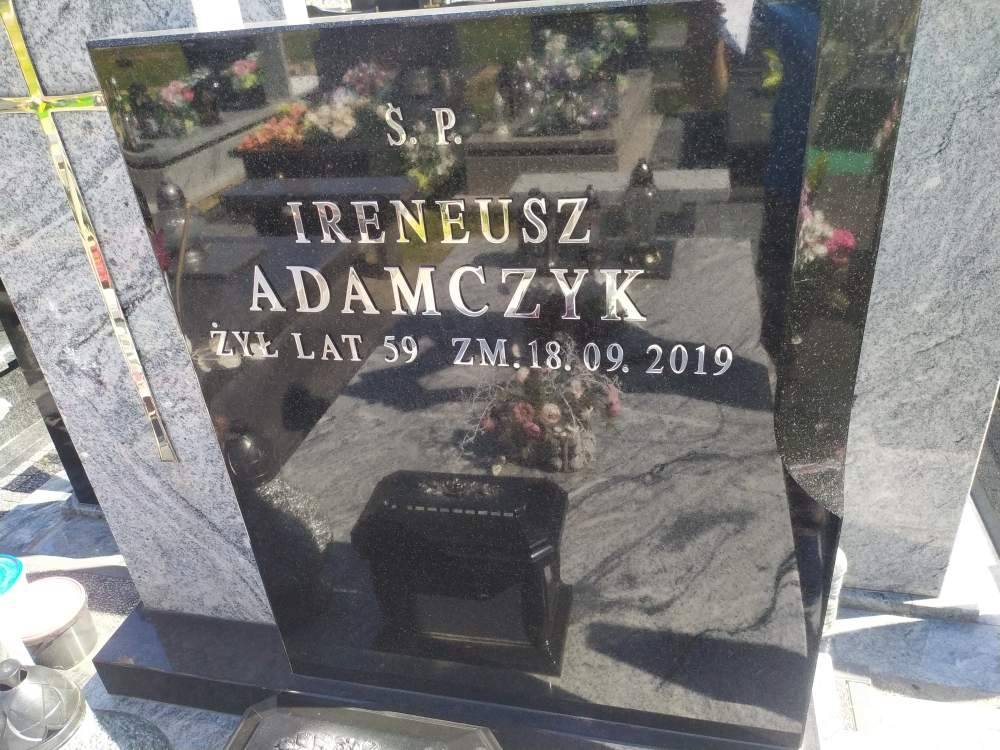 Ś. P.
IRENEUSZ
ADAMCZYK
ŻYŁ LAT 59 ZM. 18. 09. 2019